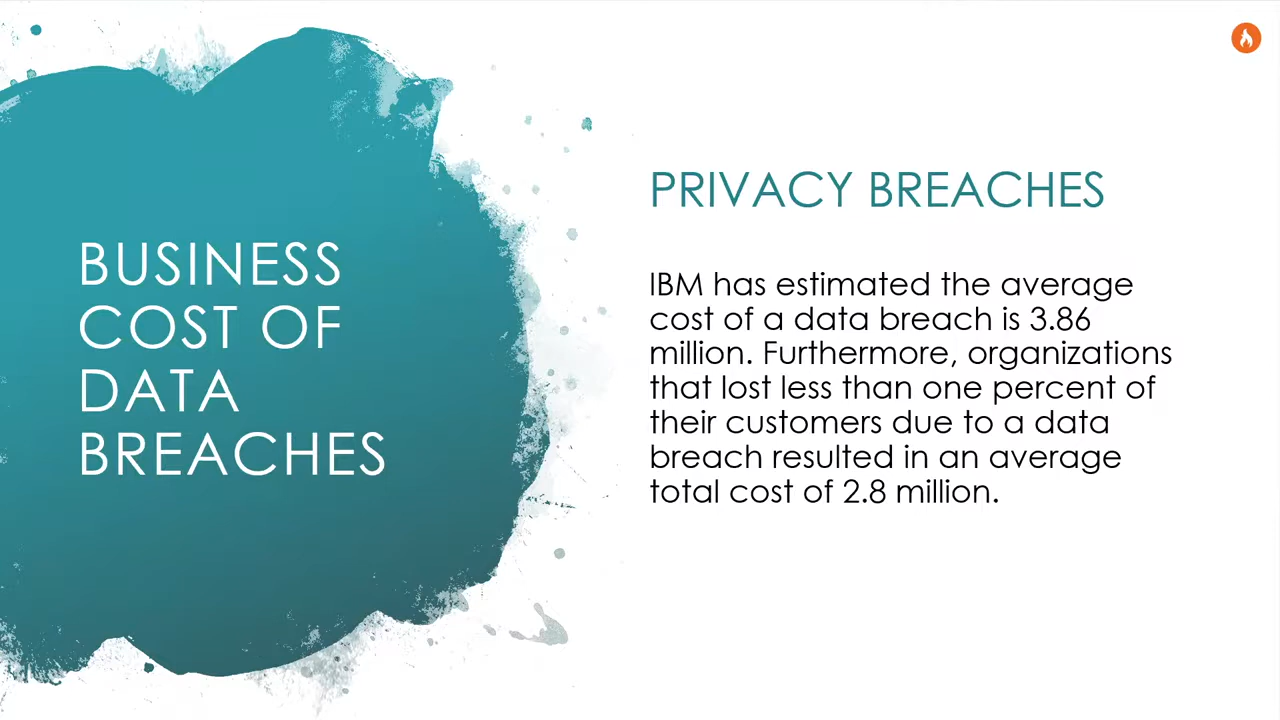 BUSINESS
COST OF
DATA
BREACHES
PRIVACY BREACHES
IBM has estimated the average
cost of a data breach is 3.86
million. Furthermore, organizations
that lost less than one percent of
their customers due to a data
breach resulted in an average
total cost of 2.8 million.